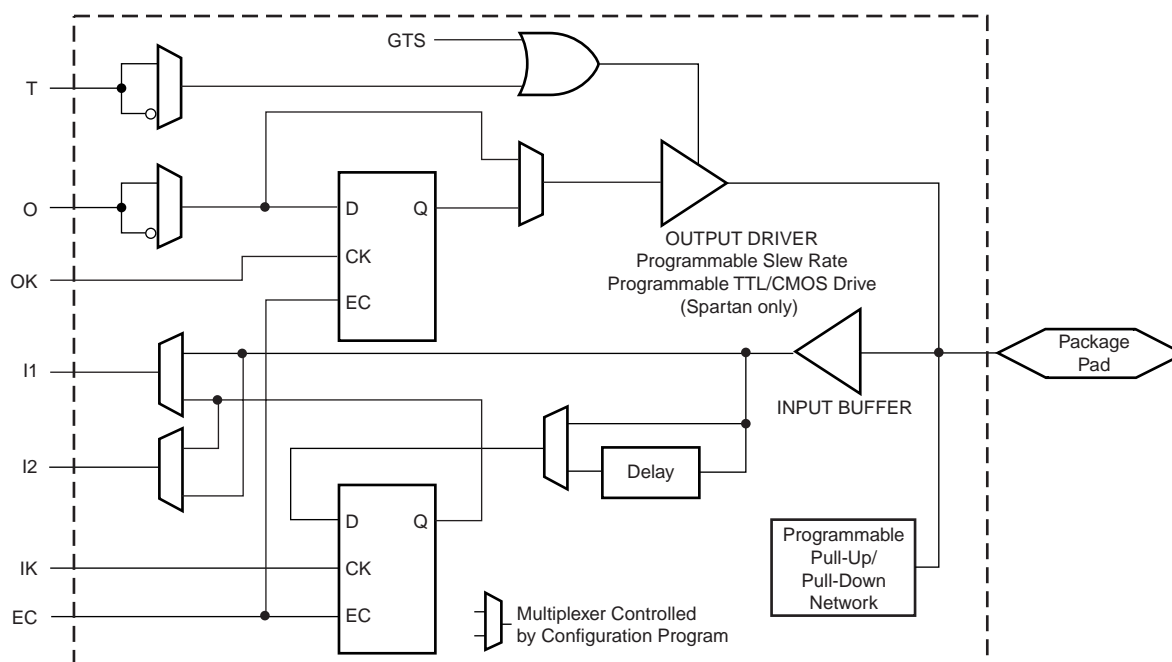 GTS
T
O
D
Q
CK
EC
OK
OUTPUT DRIVER
Programmable Slew Rate
Programmable TTL/CMOS Drive
(Spartan only)
I1
I2
INPUT BUFFER
Package
Pad
Delay
D
Q
CK
EC
IK
EC
Programmable
Pull-Up/
Pull-Down
Network
Multiplexer Controlled
by Configuration Program